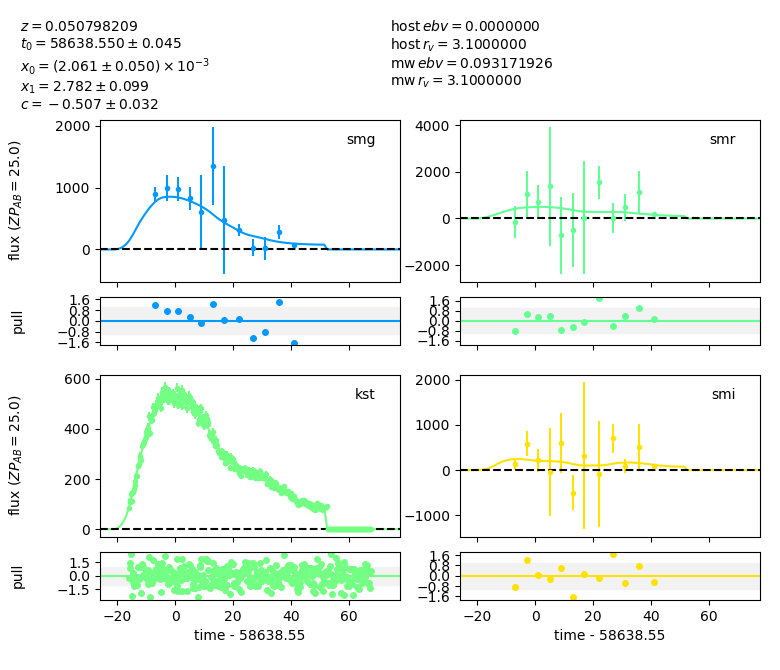 z = 0.050798209
t₀ = 58638.550 ± 0.045
x₀ = (2.061 ± 0.050) × 10⁻³
x₁ = 2.782 ± 0.099
c = −0.507 ± 0.032
host ebv = 0.0000000
host r_v = 3.1000000
mw ebv = 0.093171926
mw r_v = 3.1000000
smg
2000
1000
0
flux (ZP_AB = 25.0)
smr
4000
2000
0
−2000
1.6
0.8
0.0
−0.8
−1.6
pull
1.6
0.8
0.0
−0.8
−1.6
kst
600
400
200
0
flux (ZP_AB = 25.0)
smi
2000
1000
0
−1000
1.5
0.0
−1.5
pull
−20 0 20 40 60
time - 58638.55
1.6
0.8
0.0
−0.8
−1.6
−20 0 20 40 60
time - 58638.55